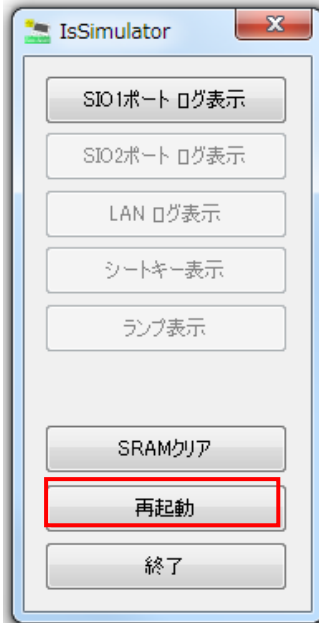 IsSimulator
SIO1ポート ログ表示
SIO2ポート ログ表示
LAN ログ表示
シートキー表示
ランプ表示
SRAMクリア
再起動
終了